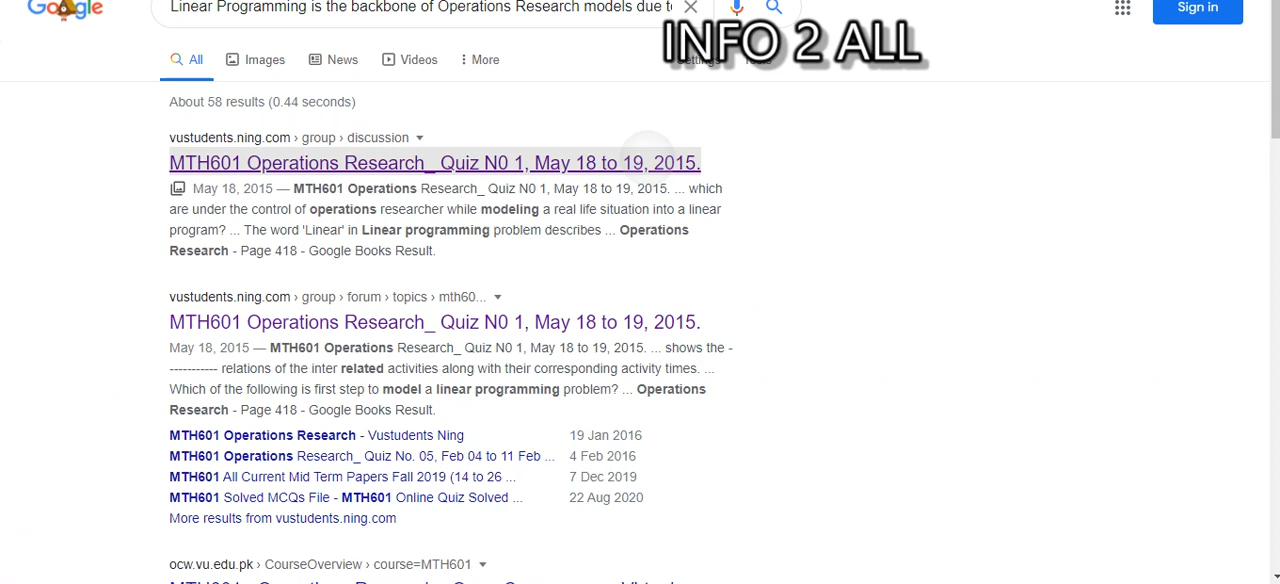 Google
Linear Programming is the backbone of Operations Research models due t
Sign in
INFO 2 ALL
All Images News Videos More
About 58 results (0.44 seconds)
vustudents.ning.com › group › discussion
MTH601 Operations Research_ Quiz N0 1, May 18 to 19, 2015.
May 18, 2015 — MTH601 Operations Research_ Quiz N0 1, May 18 to 19, 2015. ... which
are under the control of operations researcher while modeling a real life situation into a linear
program? ... The word 'Linear' in Linear programming problem describes ... Operations
Research - Page 418 - Google Books Result.
vustudents.ning.com › group › forum › topics › mth60...
MTH601 Operations Research_ Quiz N0 1, May 18 to 19, 2015.
May 18, 2015 — MTH601 Operations Research_ Quiz N0 1, May 18 to 19, 2015. ... shows the -
----------- relations of the inter related activities along with their corresponding activity times. ...
Which of the following is first step to model a linear programming problem? ... Operations
Research - Page 418 - Google Books Result.
MTH601 Operations Research - Vustudents Ning 19 Jan 2016
MTH601 Operations Research_ Quiz No. 05, Feb 04 to 11 Feb ... 4 Feb 2016
MTH601 All Current Mid Term Papers Fall 2019 (14 to 26 ... 7 Dec 2019
MTH601 Solved MCQs File - MTH601 Online Quiz Solved ... 22 Aug 2020
More results from vustudents.ning.com
ocw.vu.edu.pk › CourseOverview › course=MTH601